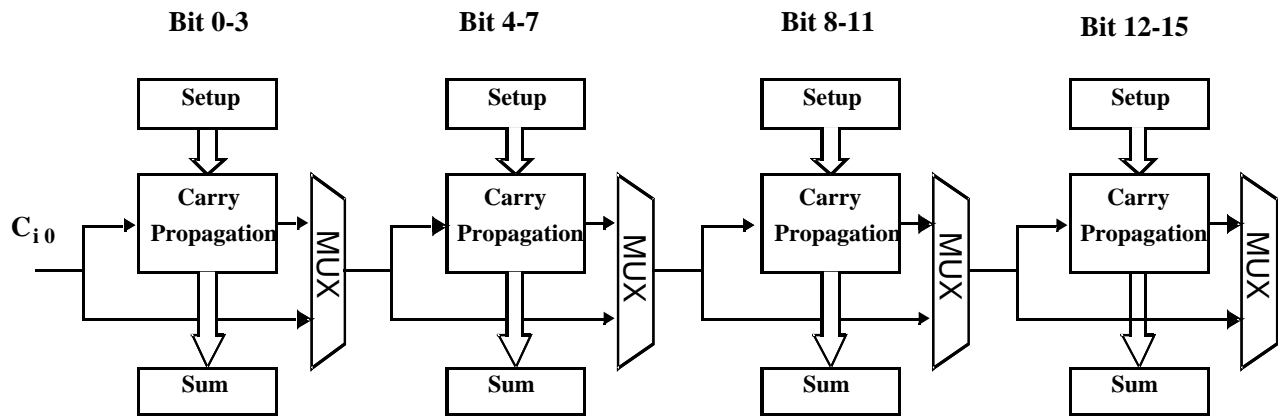 Bit 0-3 Bit 4-7 Bit 8-11 Bit 12-15
Setup Setup Setup Setup
Carry Propagation MUX Carry Propagation MUX Carry Propagation MUX Carry Propagation MUX
C i 0
Sum Sum Sum Sum